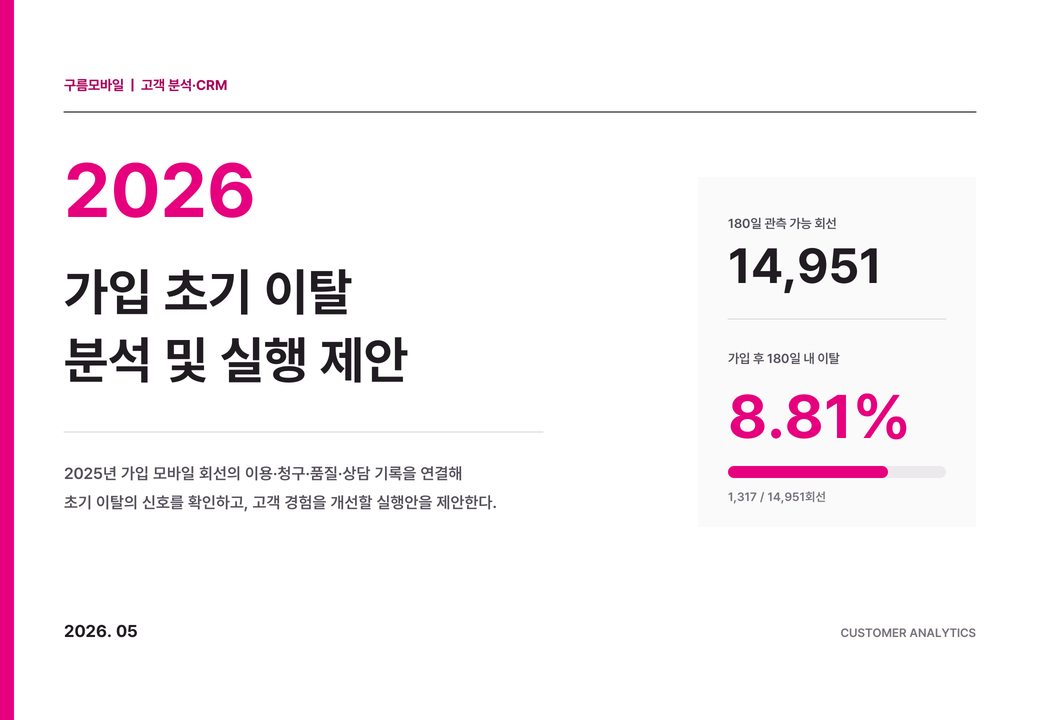 구름모바일 | 고객 분석·CRM
2026
가입 초기 이탈
분석 및 실행 제안
2025년 가입 모바일 회선의 이용·청구·품질·상담 기록을 연결해
초기 이탈의 신호를 확인하고, 고객 경험을 개선할 실행안을 제안한다.
180일 관측 가능 회선
14,951
가입 후 180일 내 이탈
8.81%
1,317 / 14,951회선
2026. 05
CUSTOMER ANALYTICS